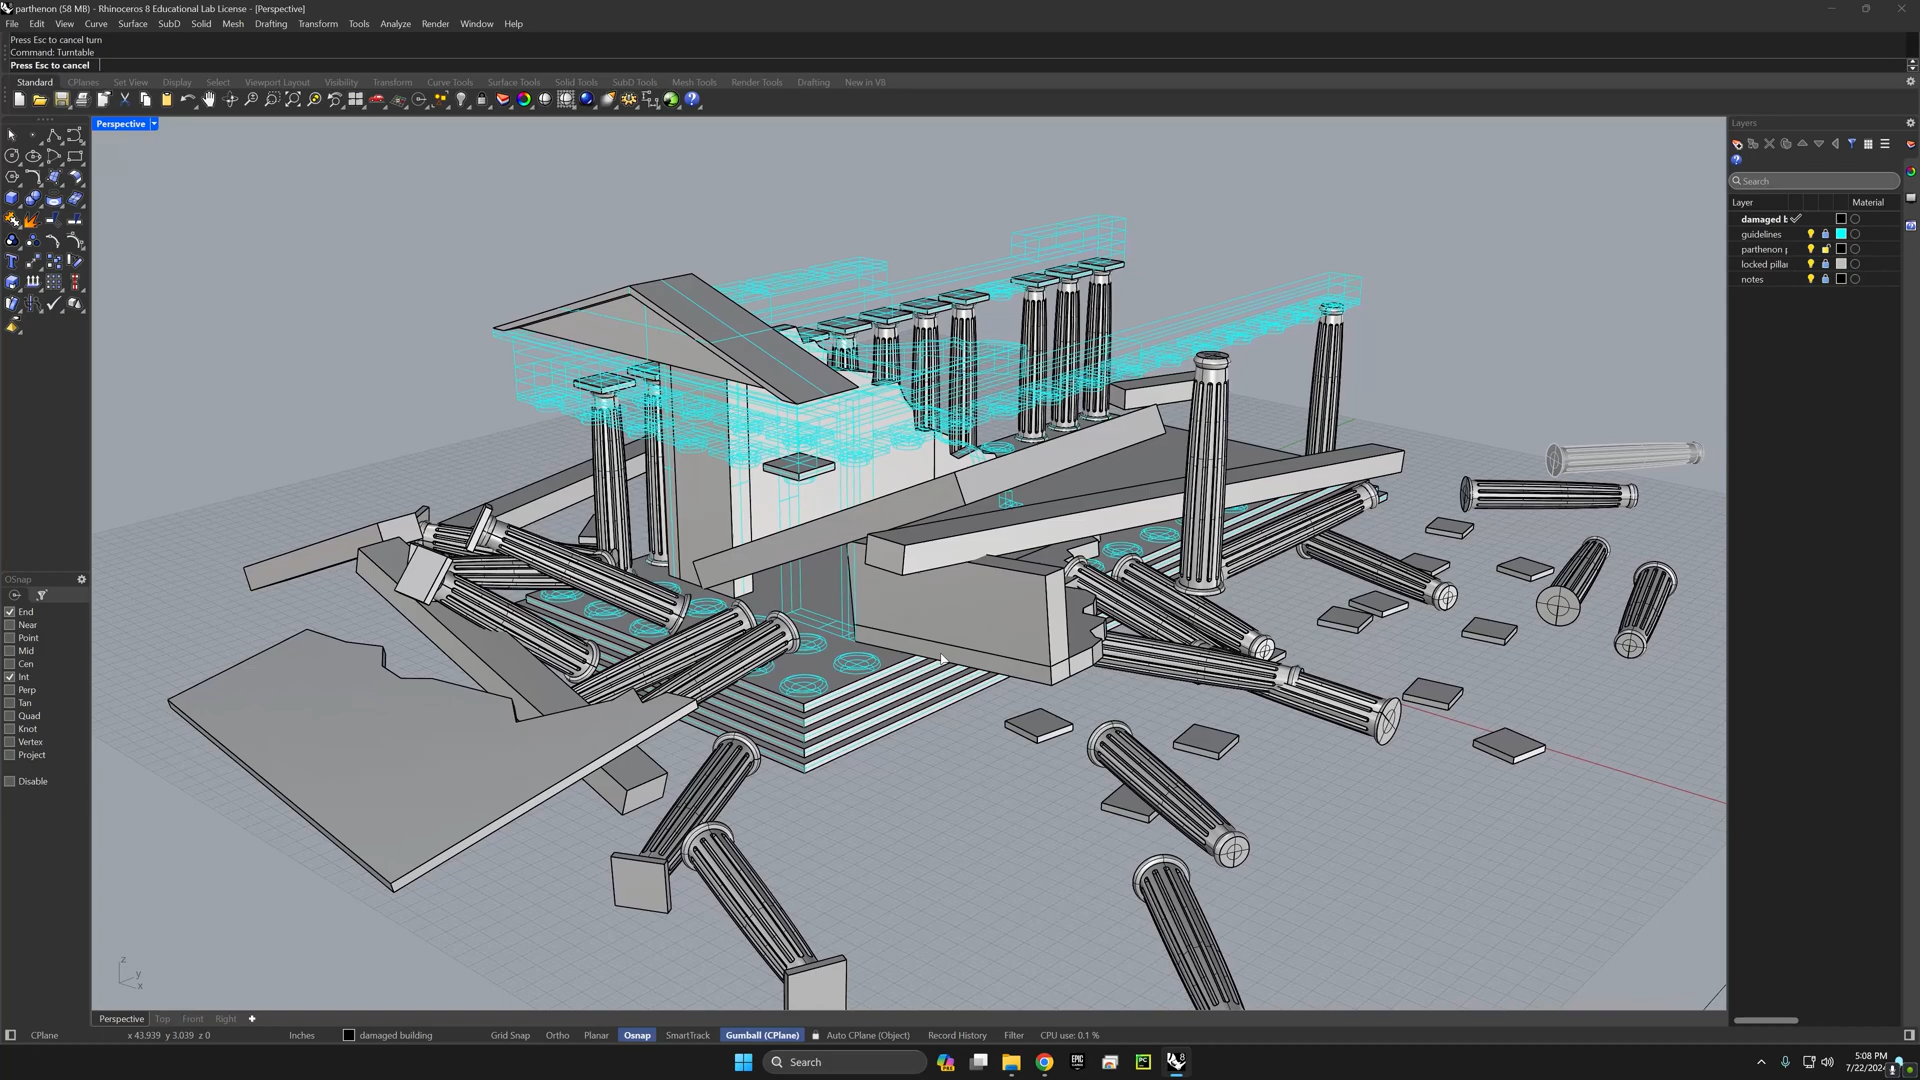 parthenon (58 MB) - Rhinoceros 8 Educational Lab License - [Perspective]
File Edit View Curve Surface SubD Solid Mesh Drafting Transform Tools Analyze Render Window Help
Press Esc to cancel turn
Command: Turntable
Press Esc to cancel
Standard CPlanes Set View Display Select Viewport Layout Visibility Transform Curve Tools Surface Tools Solid Tools SubD Tools Mesh Tools Render Tools Drafting New in V8
Perspective
Layers
Search
Layer Material
damaged b
guidelines
parthenon p
locked pillar
notes
OSnap
End
Near
Point
Mid
Cen
Int
Perp
Tan
Quad
Knot
Vertex
Project
Disable
z
y
x
Perspective Top Front Right
CPlane x 43.939 y 3.039 z 0 Inches damaged building Grid Snap Ortho Planar Osnap SmartTrack Gumball (CPlane) Auto CPlane (Object) Record History Filter CPU use: 0.1 %
Search
EPIC
GAMES
PC
8
5:08 PM